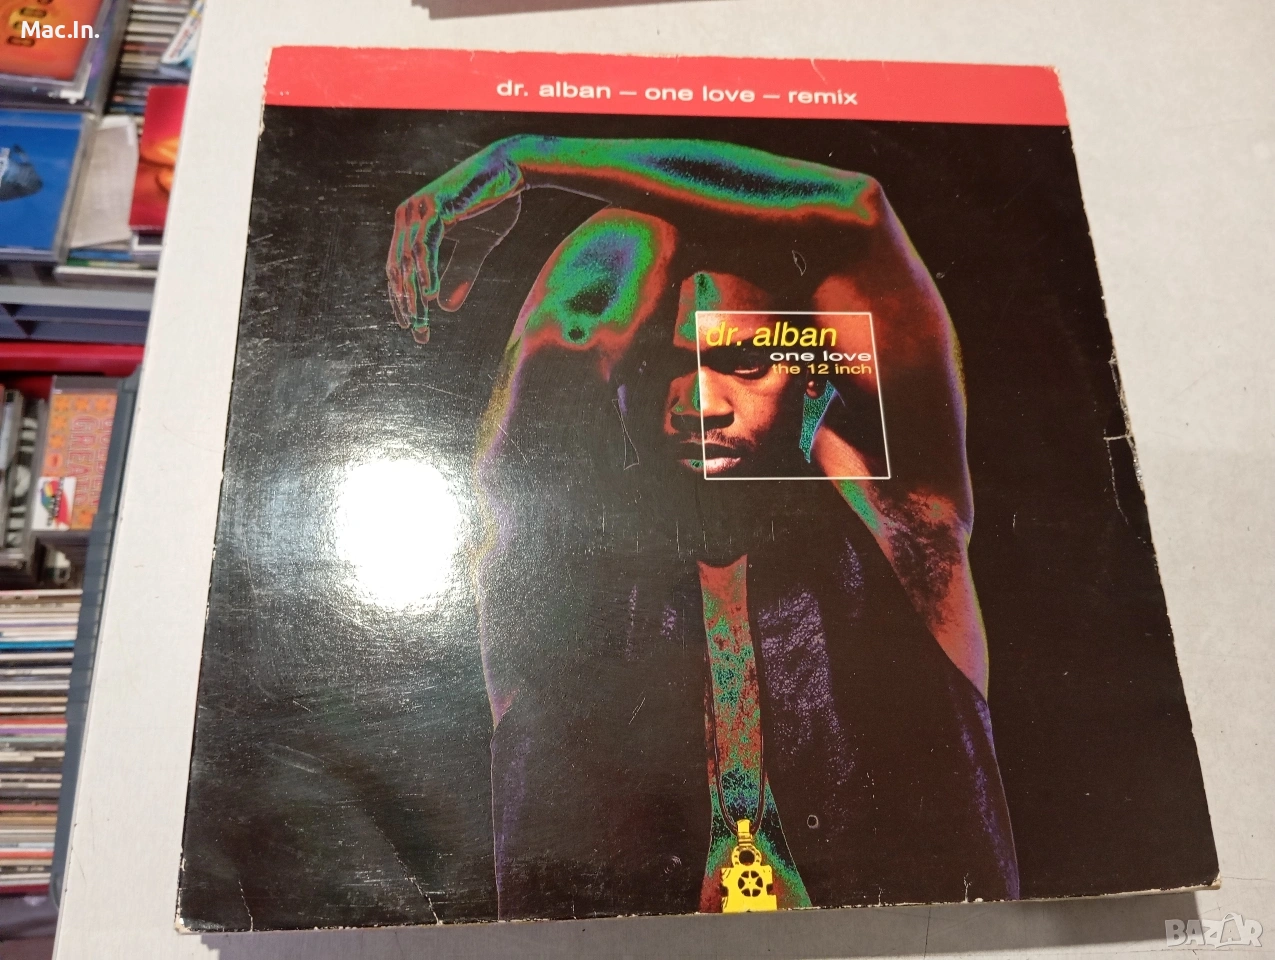 Mac.In.
dr. alban – one love – remix
dr. alban
one love
the 12 inch
BAZAR